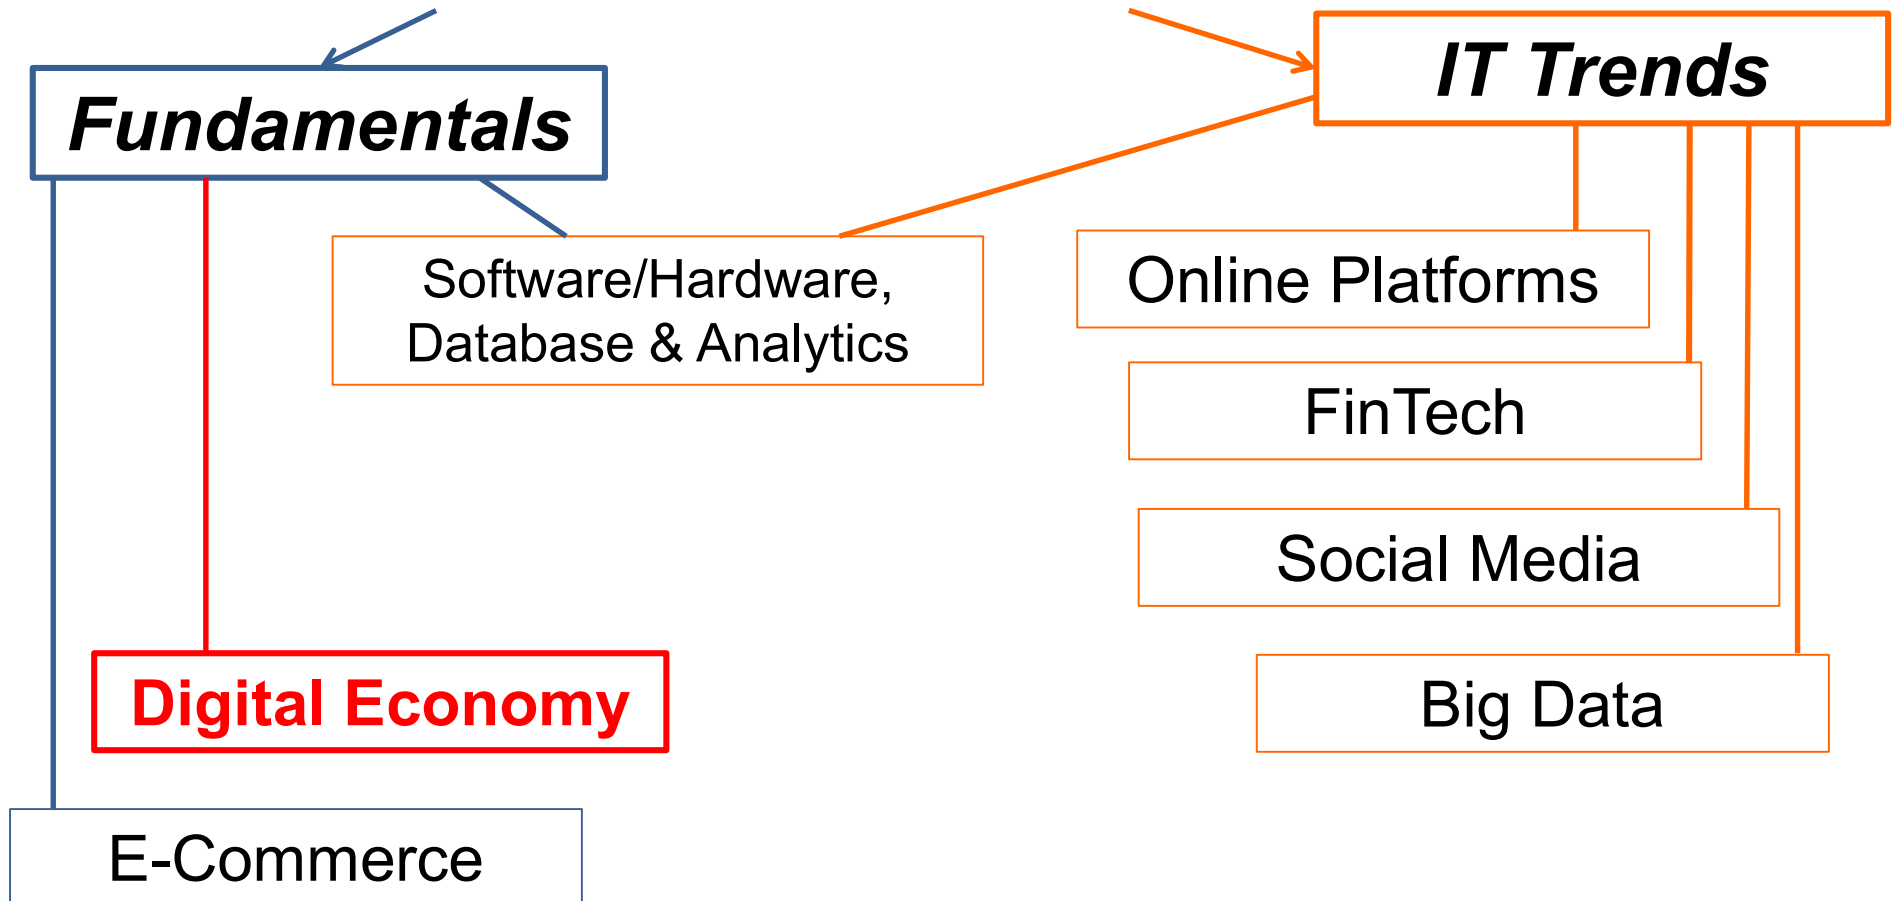 IT Trends
Fundamentals
Software/Hardware,
Database & Analytics
Online Platforms
FinTech
Social Media
Digital Economy
Big Data
E-Commerce